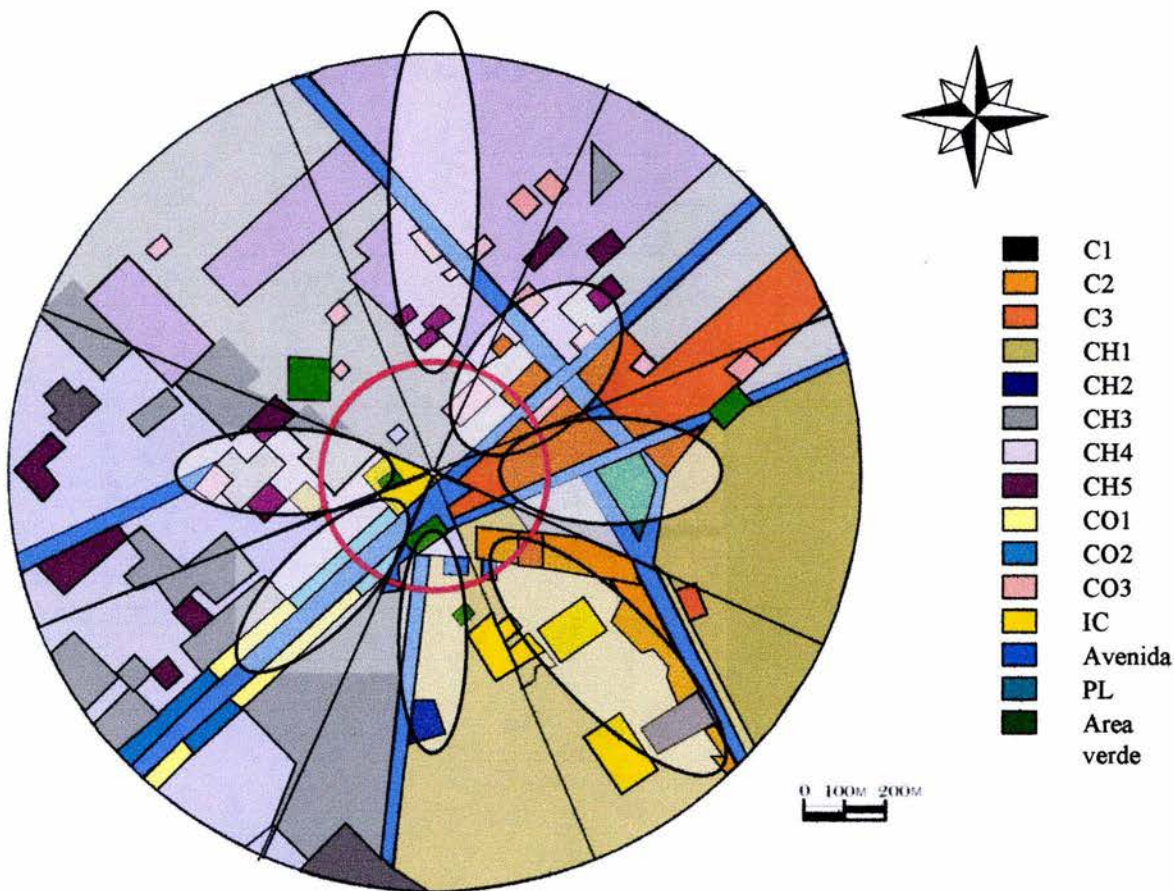 C1
C2
C3
CH1
CH2
CH3
CH4
CH5
CO1
CO2
CO3
IC
Avenida
PL
Area
verde
0 100M 200M